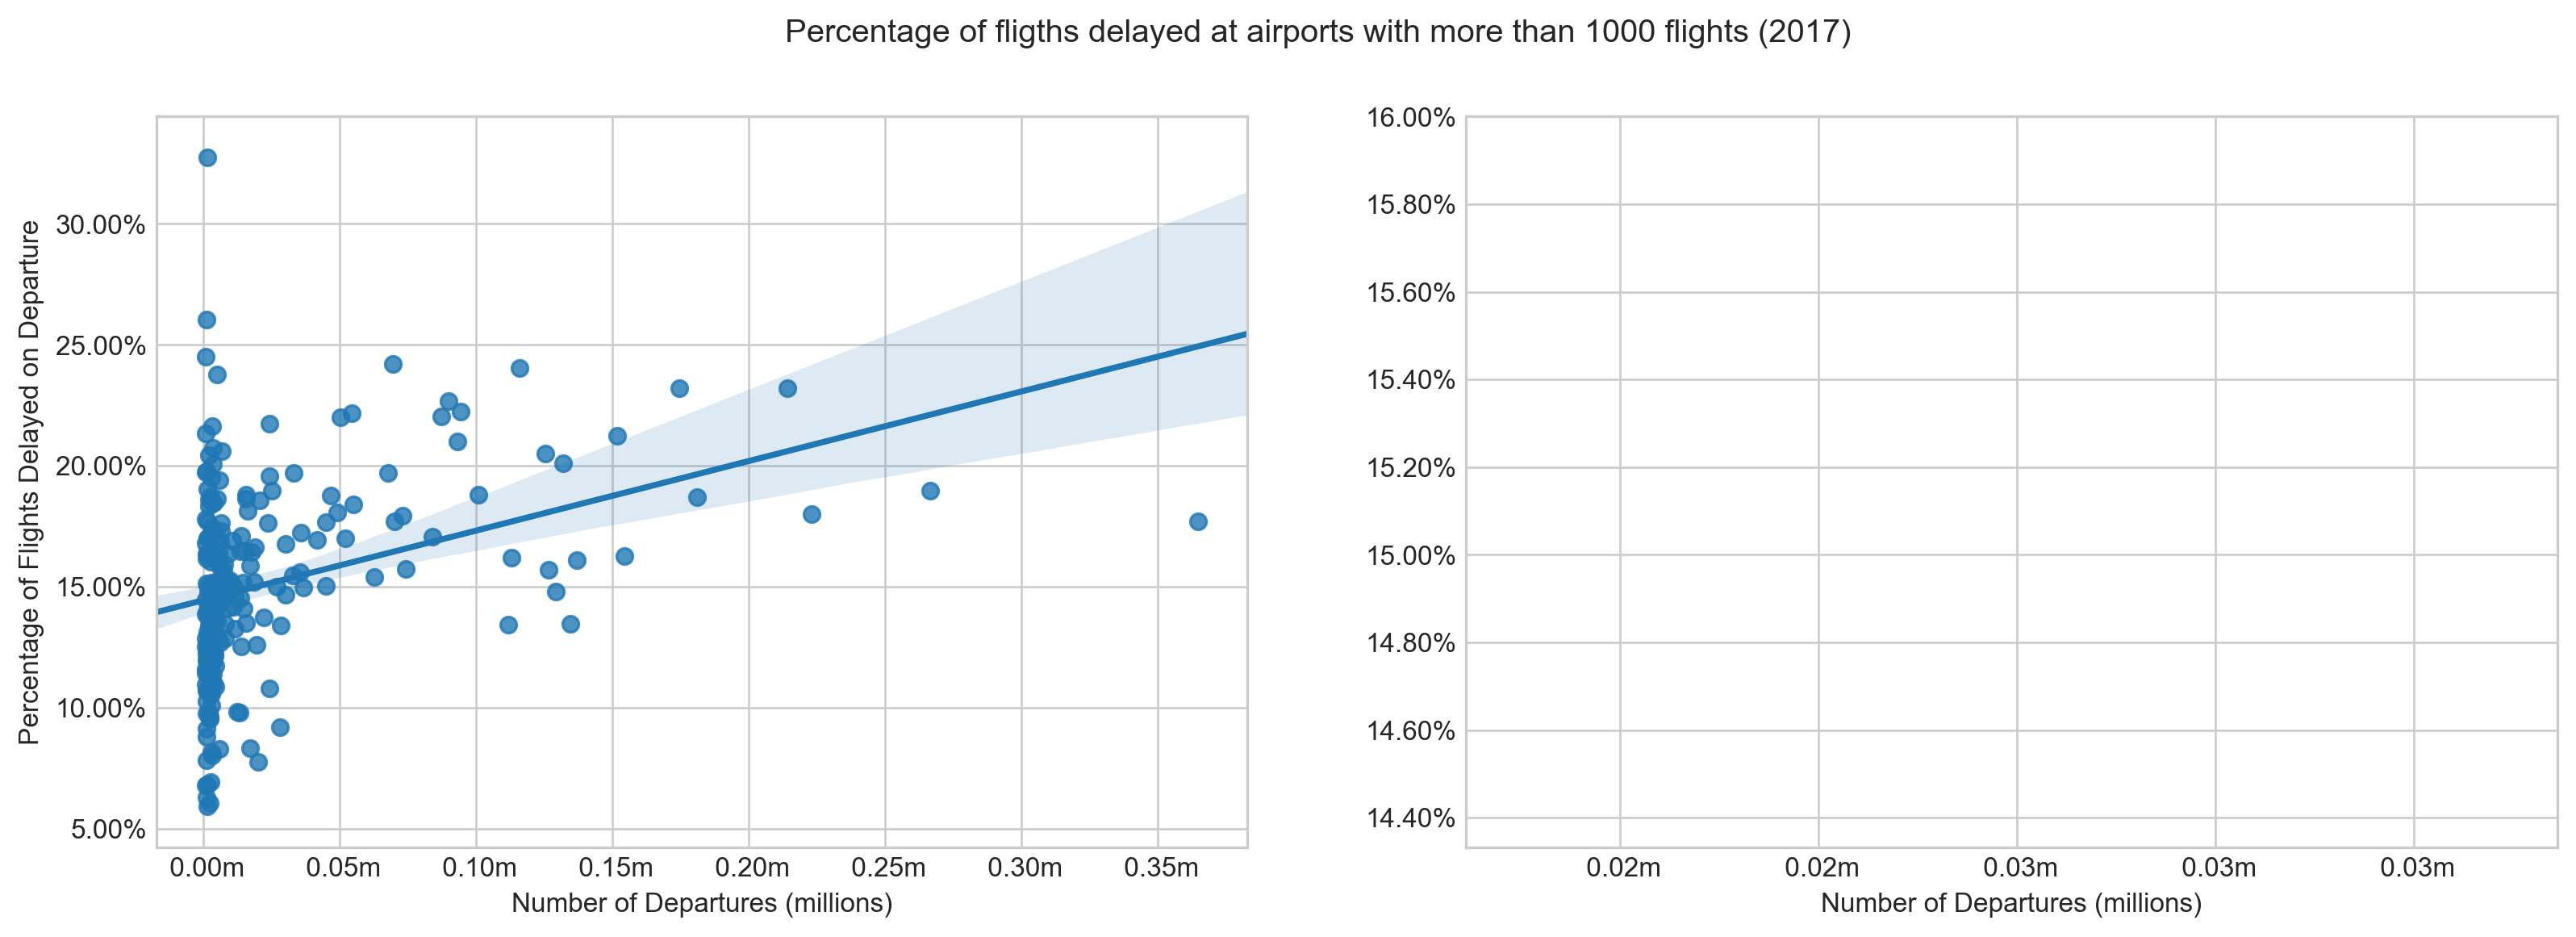 Percentage of fligths delayed at airports with more than 1000 flights (2017)
Percentage of Flights Delayed on Departure
30.00%
25.00%
20.00%
15.00%
10.00%
5.00%
0.00m 0.05m 0.10m 0.15m 0.20m 0.25m 0.30m 0.35m
Number of Departures (millions)
16.00%
15.80%
15.60%
15.40%
15.20%
15.00%
14.80%
14.60%
14.40%
0.02m 0.02m 0.03m 0.03m 0.03m
Number of Departures (millions)